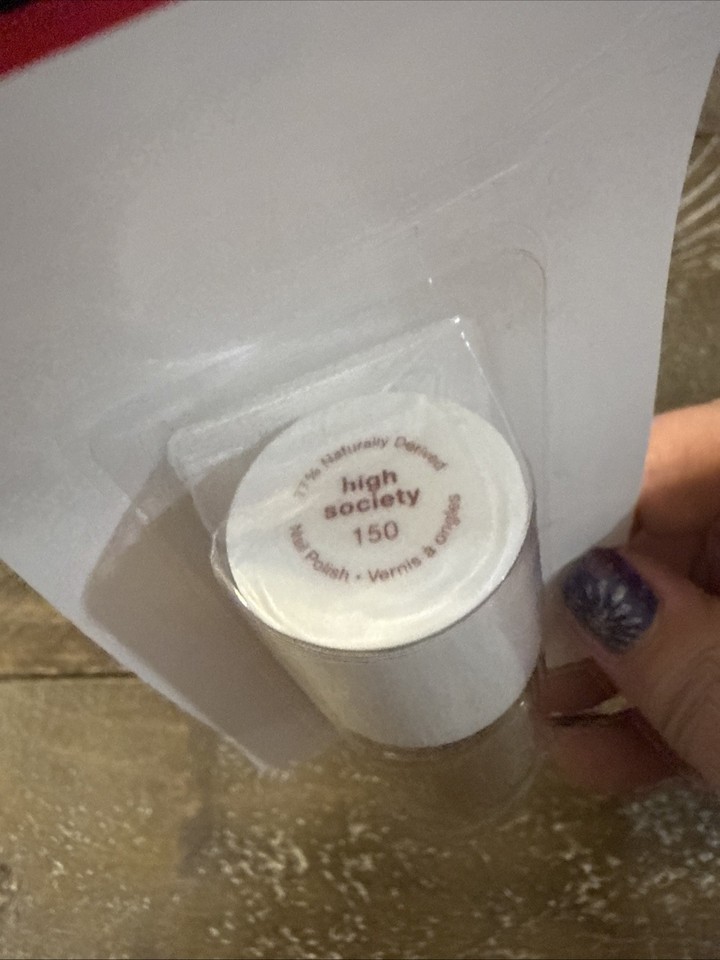 77% Naturally Derived
high
society
150
Nail Polish • Vernis à ongles